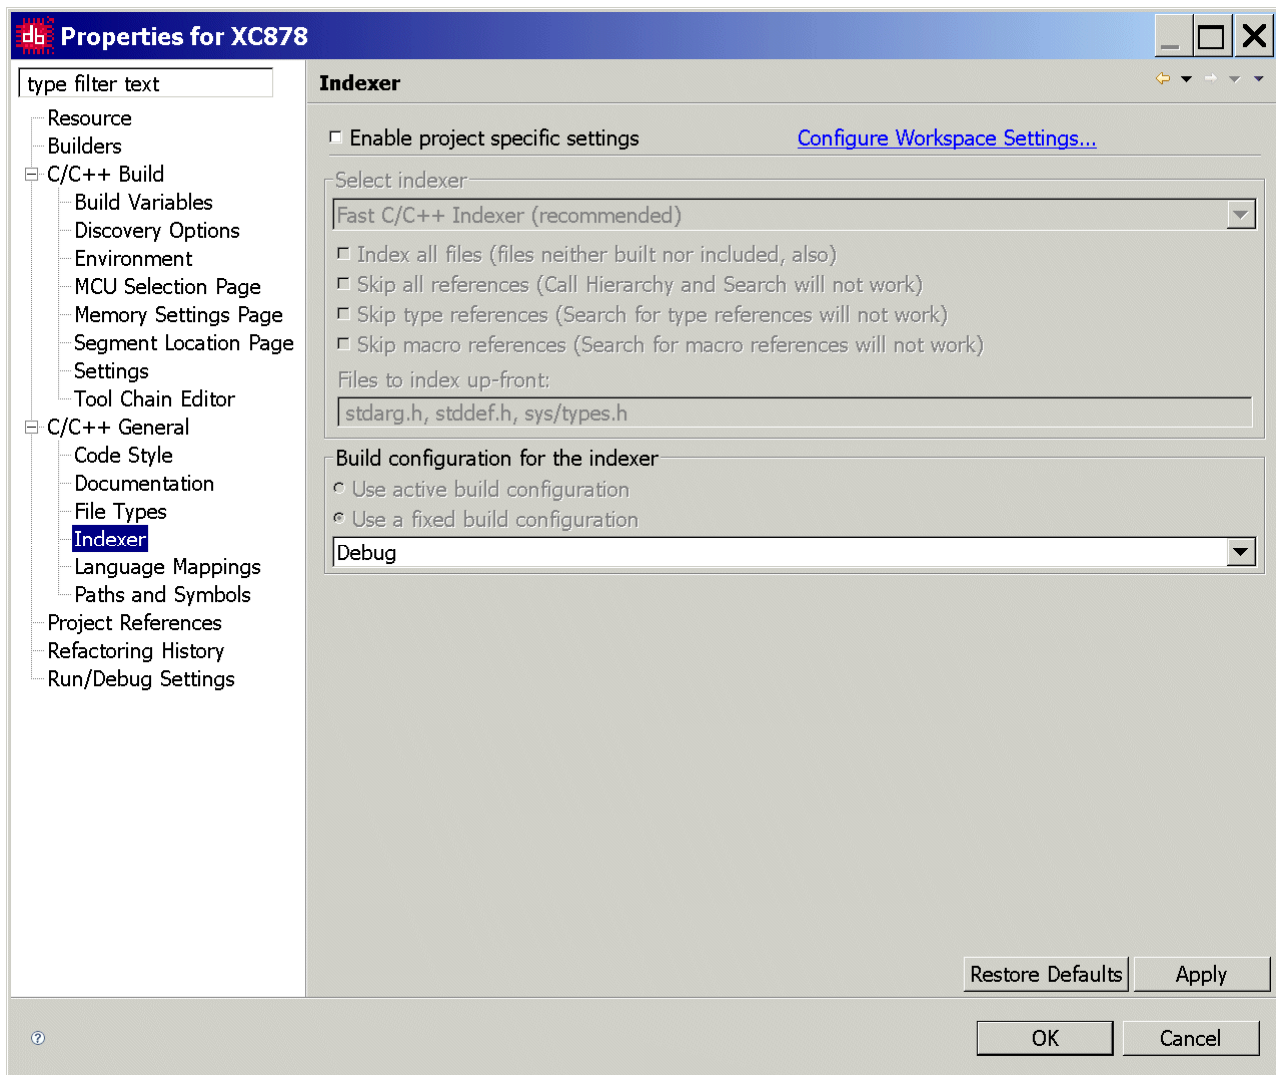 db Properties for XC878
type filter text
Resource
Builders
C/C++ Build
Build Variables
Discovery Options
Environment
MCU Selection Page
Memory Settings Page
Segment Location Page
Settings
Tool Chain Editor
C/C++ General
Code Style
Documentation
File Types
Indexer
Language Mappings
Paths and Symbols
Project References
Refactoring History
Run/Debug Settings
Indexer
Enable project specific settings Configure Workspace Settings...
Select indexer
Fast C/C++ Indexer (recommended)
Index all files (files neither built nor included, also)
Skip all references (Call Hierarchy and Search will not work)
Skip type references (Search for type references will not work)
Skip macro references (Search for macro references will not work)
Files to index up-front:
stdarg.h, stddef.h, sys/types.h
Build configuration for the indexer
Use active build configuration
Use a fixed build configuration
Debug
Restore Defaults Apply
? OK Cancel